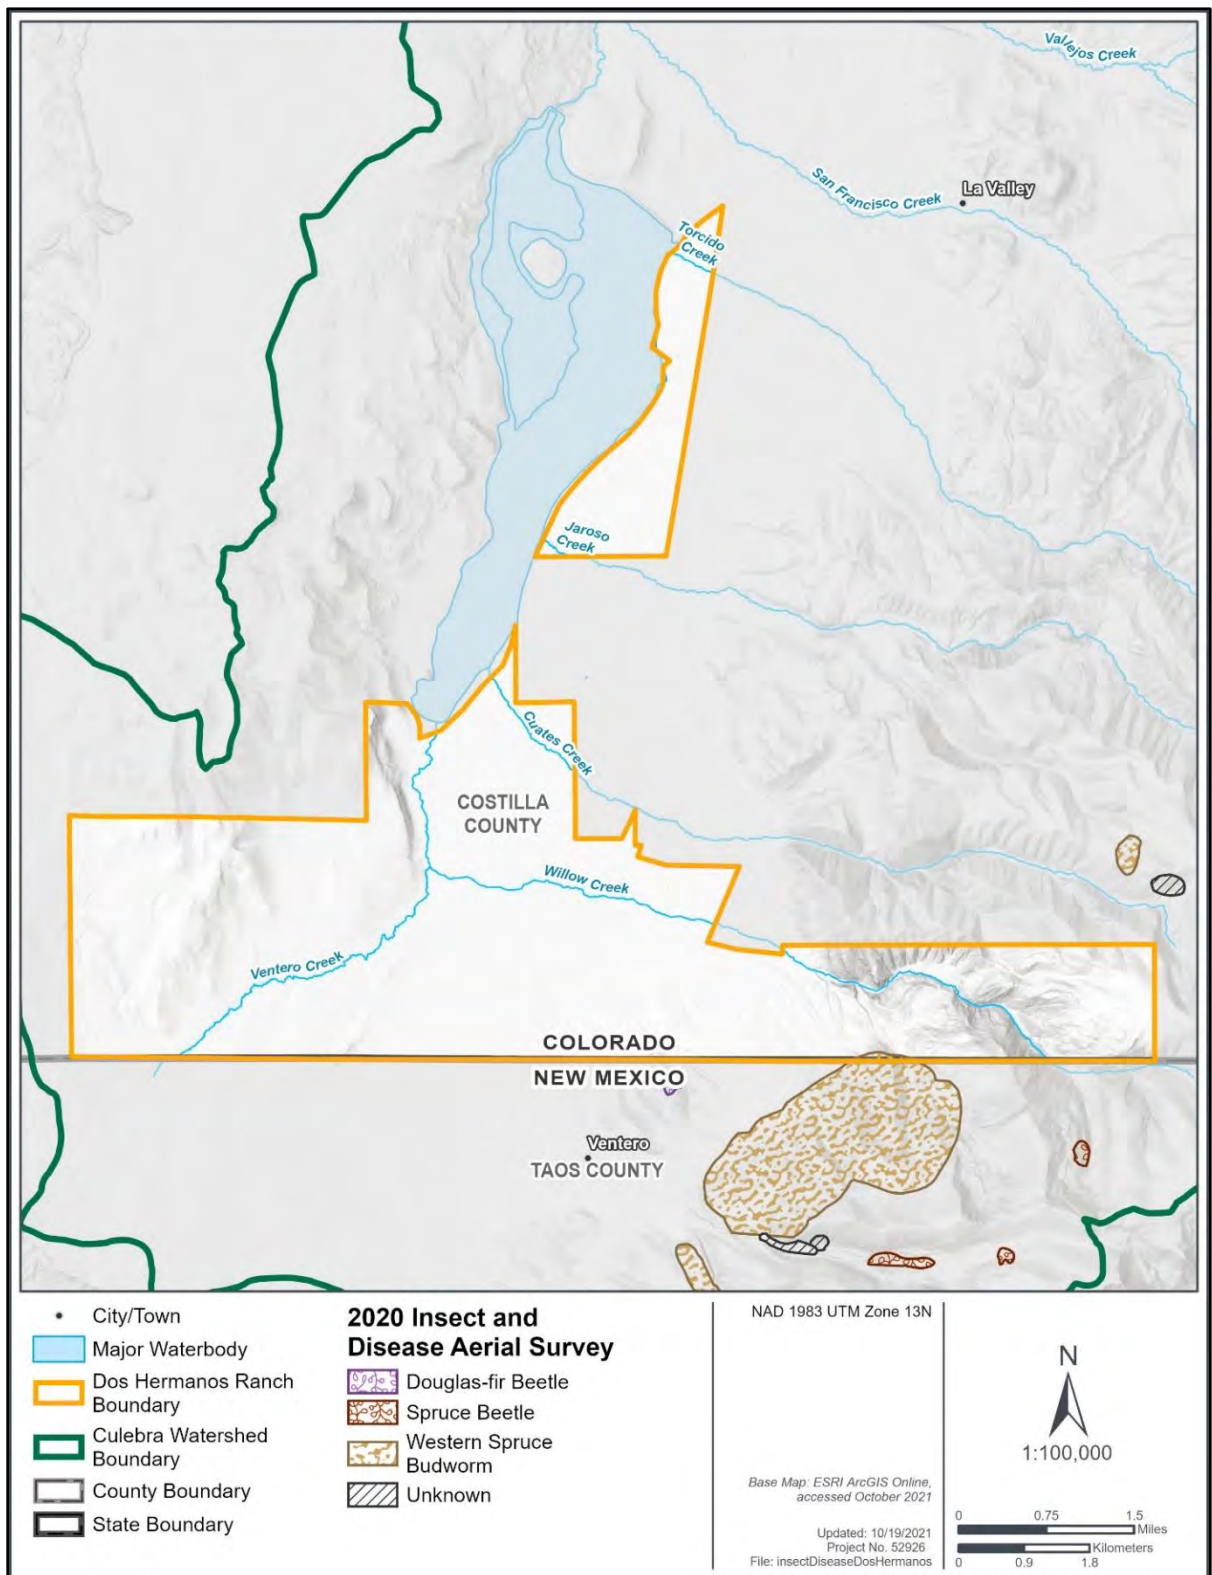 Vallejos Creek
San Francisco Creek
La Valley
Torcido
Creek
Jaroso
Creek
Cuates Creek
COSTILLA
COUNTY
Willow Creek
Ventero Creek
COLORADO
NEW MEXICO
Ventero
TAOS COUNTY
City/Town
Major Waterbody
Dos Hermanos Ranch
Boundary
Culebra Watershed
Boundary
County Boundary
State Boundary
2020 Insect and
Disease Aerial Survey
Douglas-fir Beetle
Spruce Beetle
Western Spruce
Budworm
Unknown
NAD 1983 UTM Zone 13N
Base Map: ESRI ArcGIS Online,
accessed October 2021
Updated: 10/19/2021
Project No. 52926
File: insectDiseaseDosHermanos
N
1:100,000
0 0.75 1.5
Miles
Kilometers
0 0.9 1.8